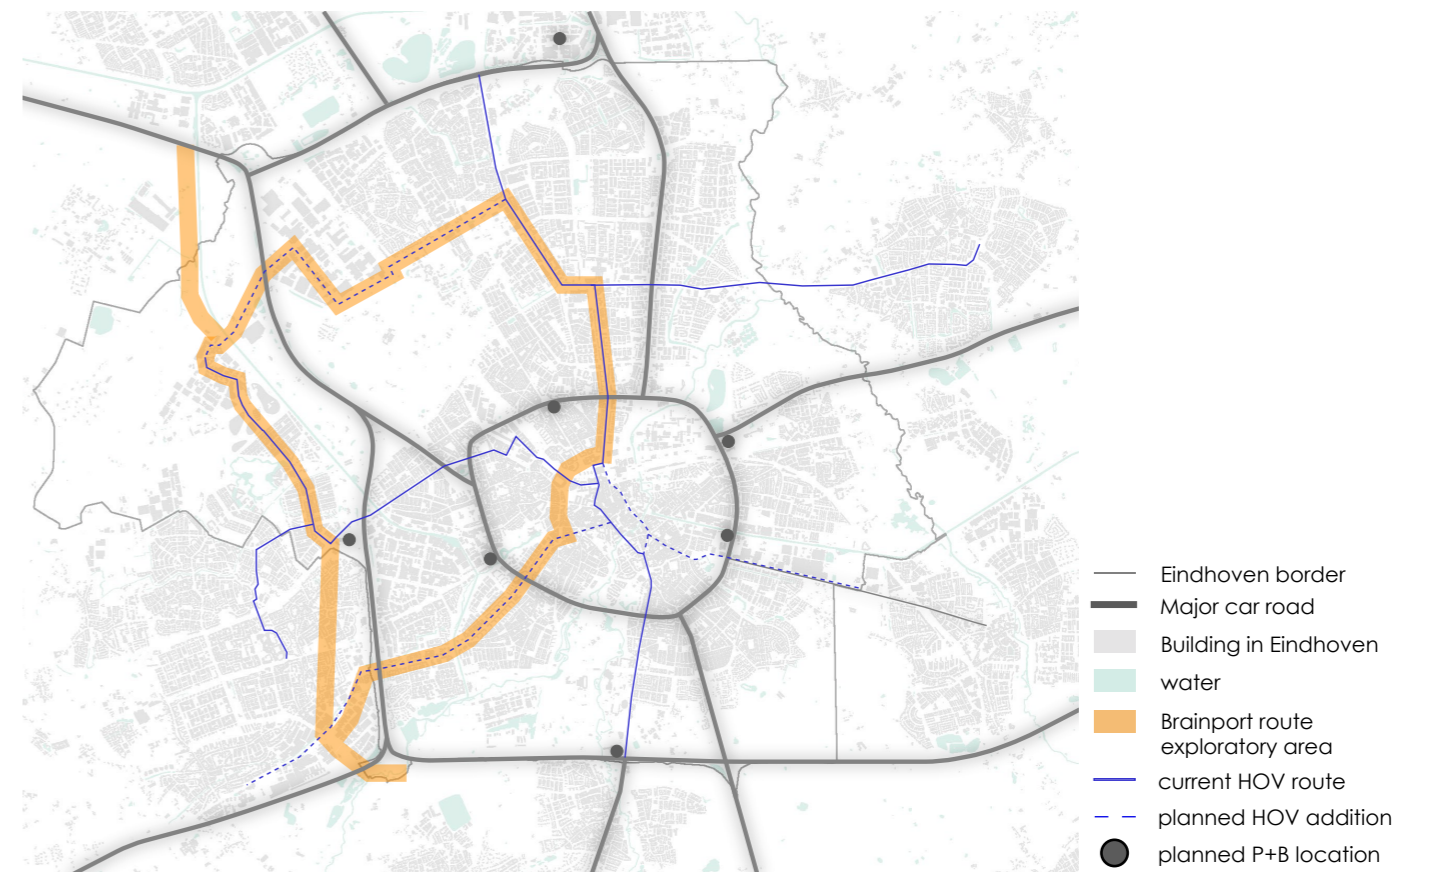 Eindhoven border
Major car road
Building in Eindhoven
water
Brainport route
exploratory area
current HOV route
planned HOV addition
planned P+B location